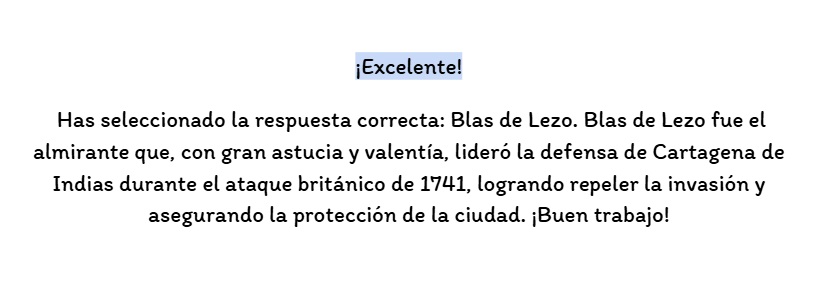 ¡Excelente!
Has seleccionado la respuesta correcta: Blas de Lezo. Blas de Lezo fue el
almirante que, con gran astucia y valentía, lideró la defensa de Cartagena de
Indias durante el ataque británico de 1741, logrando repeler la invasión y
asegurando la protección de la ciudad. ¡Buen trabajo!